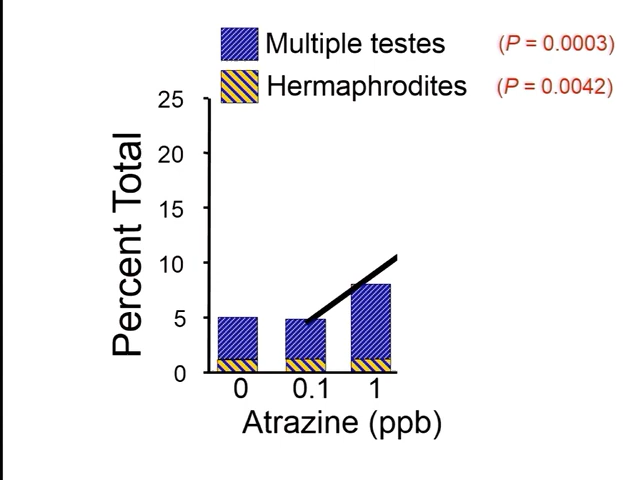 Multiple testes (P = 0.0003)
Hermaphrodites (P = 0.0042)
25
20
15
10
5
0
Percent Total
0 0.1 1
Atrazine (ppb)